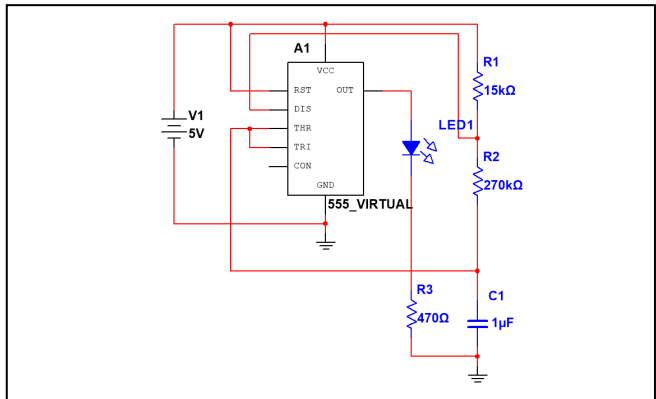 A1
VCC
RST
OUT
DIS
THR
TRI
CON
GND
555_VIRTUAL
V1
5V
LED1
R1
15kΩ
R2
270kΩ
R3
470Ω
C1
1µF